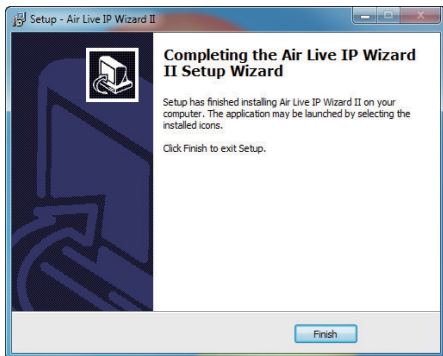 Setup - Air Live IP Wizard II
Completing the Air Live IP Wizard
II Setup Wizard
Setup has finished installing Air Live IP Wizard II on your
computer. The application may be launched by selecting the
installed icons.
Click Finish to exit Setup.
Finish